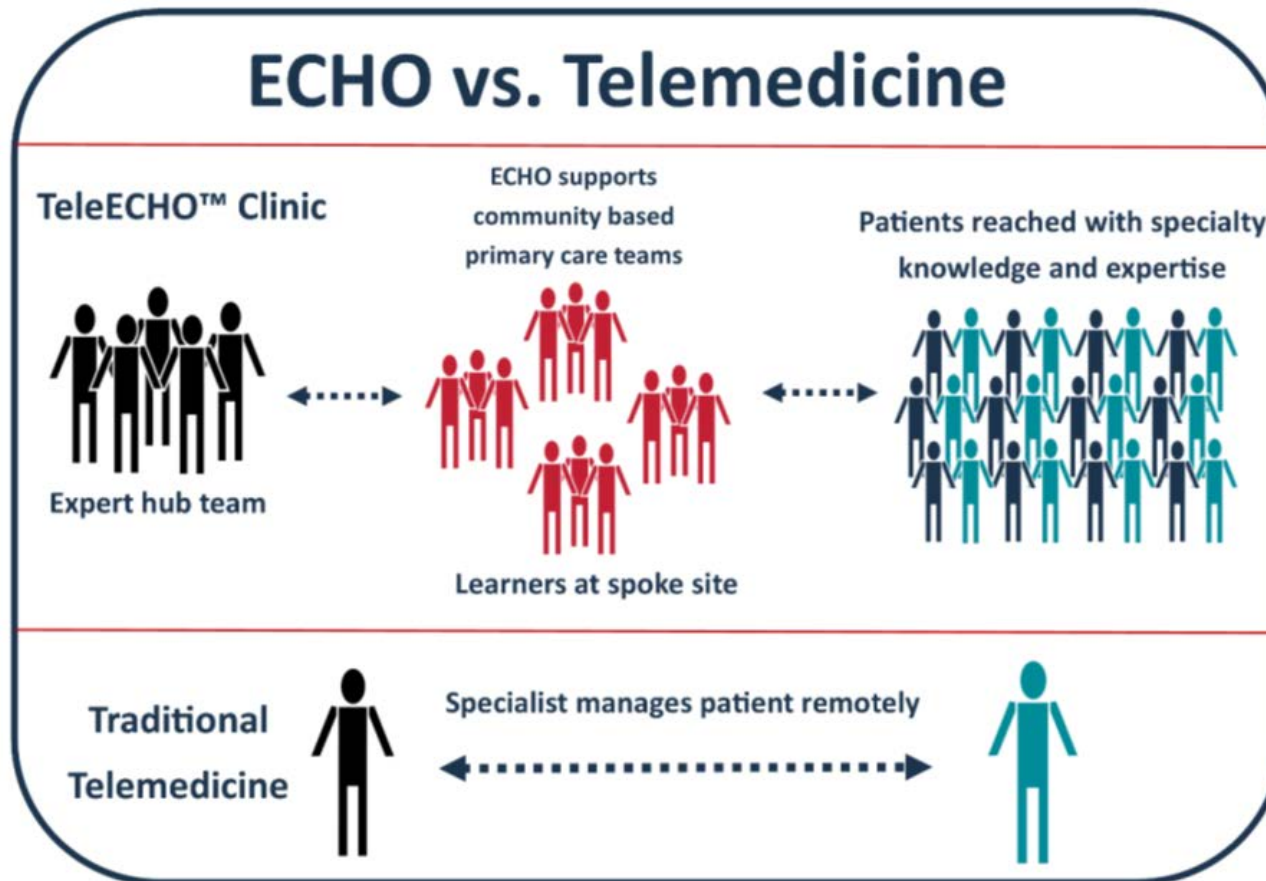 ECHO vs. Telemedicine
TeleECHO™ Clinic
Expert hub team
ECHO supports
community based
primary care teams
Learners at spoke site
Patients reached with specialty
knowledge and expertise
Traditional
Telemedicine
Specialist manages patient remotely